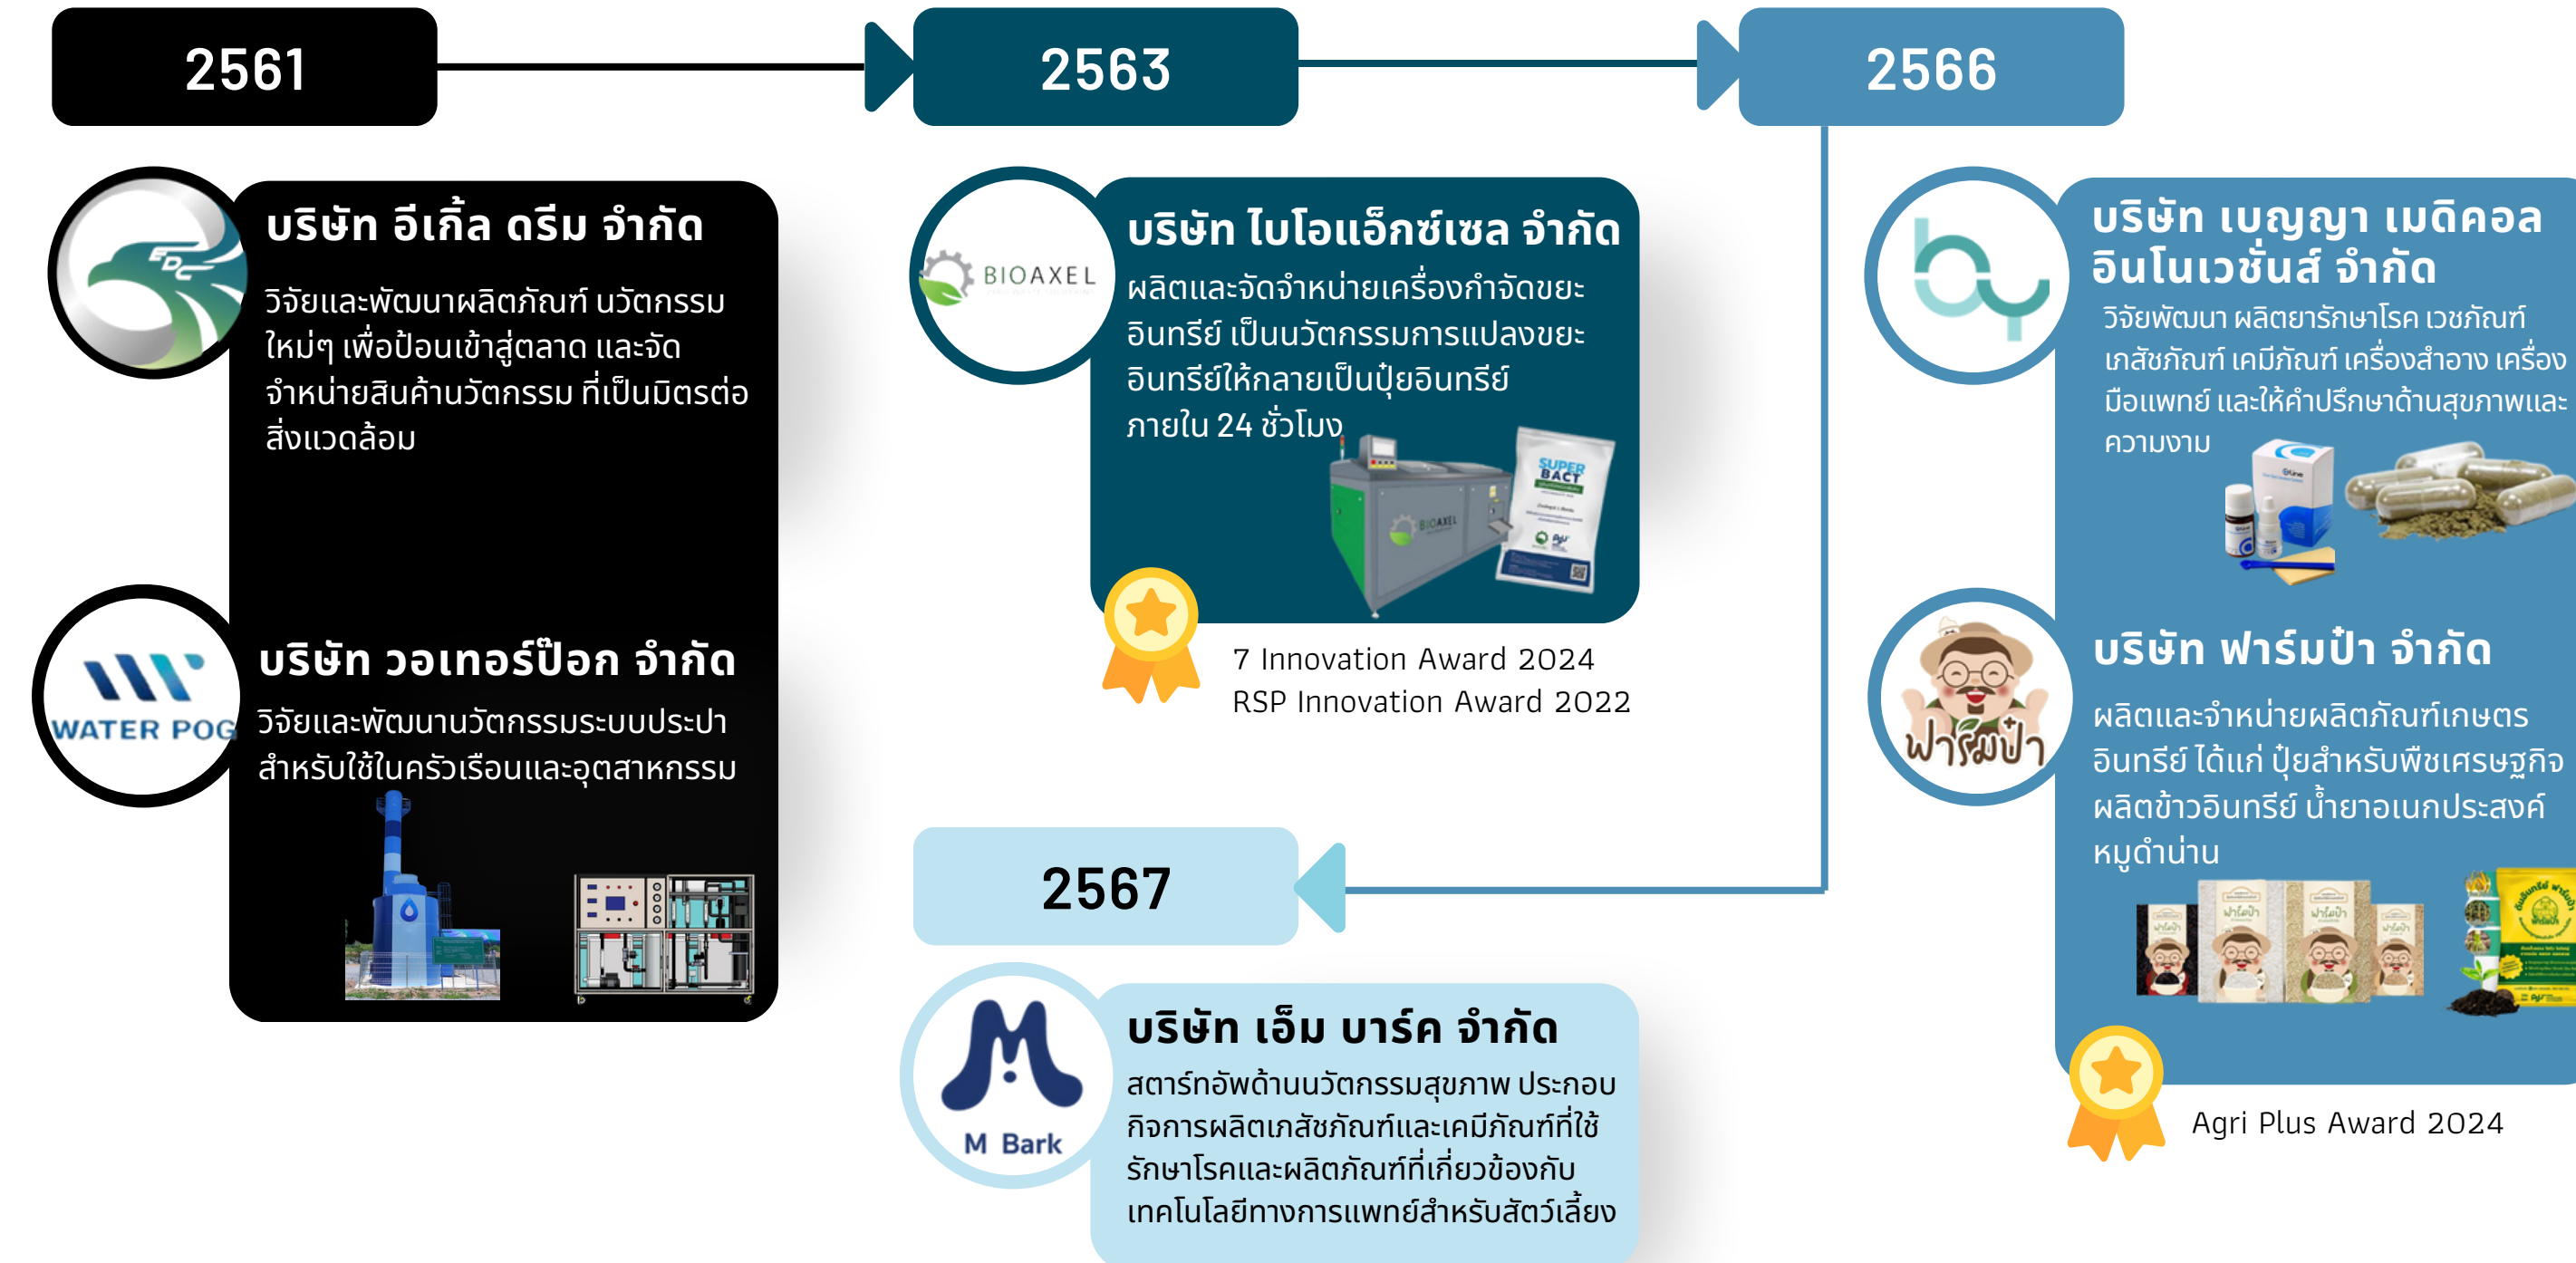 2561
EDC
บริษัท อีเกิ้ล ดรีม จำกัด
วิจัยและพัฒนาผลิตภัณฑ์ นวัตกรรม
ใหม่ๆ เพื่อป้อนเข้าสู่ตลาด และจัด
จำหน่ายสินค้านวัตกรรม ที่เป็นมิตรต่อ
สิ่งแวดล้อม
WATER POG
บริษัท วอเทอร์ป๊อก จำกัด
วิจัยและพัฒนานวัตกรรมระบบประปา
สำหรับใช้ในครัวเรือนและอุตสาหกรรม
2563
BIOAXEL
บริษัท ไบโอแอ็กซ์เซล จำกัด
ผลิตและจัดจำหน่ายเครื่องกำจัดขยะ
อินทรีย์ เป็นนวัตกรรมการแปลงขยะ
อินทรีย์ให้กลายเป็นปุ๋ยอินทรีย์
ภายใน 24 ชั่วโมง
BIOAXEL
SUPER
BACT
7 Innovation Award 2024
RSP Innovation Award 2022
2566
by
บริษัท เบญญา เมดิคอล
อินโนเวชั่นส์ จำกัด
วิจัยพัฒนา ผลิตยารักษาโรค เวชภัณฑ์
เภสัชภัณฑ์ เคมีภัณฑ์ เครื่องสำอาง เครื่อง
มือแพทย์ และให้คำปรึกษาด้านสุขภาพและ
ความงาม
ฟาร์มป๋า
บริษัท ฟาร์มป๋า จำกัด
ผลิตและจำหน่ายผลิตภัณฑ์เกษตร
อินทรีย์ ได้แก่ ปุ๋ยสำหรับพืชเศรษฐกิจ
ผลิตข้าวอินทรีย์ น้ำยาอเนกประสงค์
หมูดำน่าน
ฟาร์มป๋า
ฟาร์มป๋า
ฟาร์มป๋า
ฟาร์มป๋า
Agri Plus Award 2024
2567
M Bark
บริษัท เอ็ม บาร์ค จำกัด
สตาร์ทอัพด้านนวัตกรรมสุขภาพ ประกอบ
กิจการผลิตเภสัชภัณฑ์และเคมีภัณฑ์ที่ใช้
รักษาโรคและผลิตภัณฑ์ที่เกี่ยวข้องกับ
เทคโนโลยีทางการแพทย์สำหรับสัตว์เลี้ยง